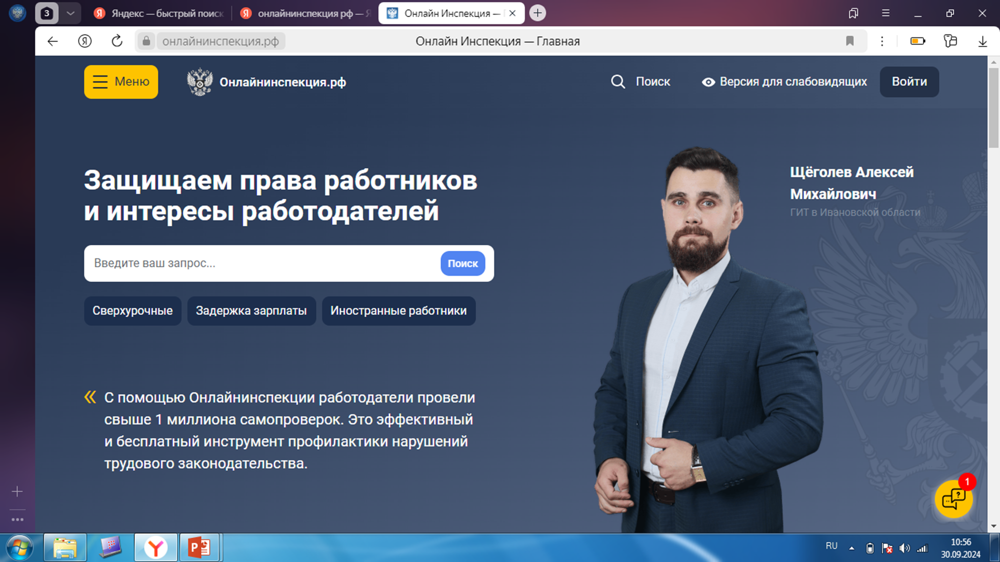 3
Яндекс — быстрый поиск
онлайнинспекция рф — Я
Онлайн Инспекция —
онлайнинспекция.рф
Онлайн Инспекция — Главная
Меню
Онлайнинспекция.рф
Поиск
Версия для слабовидящих
Войти
Защищаем права работников
и интересы работодателей
Щёголев Алексей
Михайлович
ГИТ в Ивановской области
Введите ваш запрос...
Поиск
Сверхурочные
Задержка зарплаты
Иностранные работники
« С помощью Онлайнинспекции работодатели провели
свыше 1 миллиона самопроверок. Это эффективный
и бесплатный инструмент профилактики нарушений
трудового законодательства.
1
RU
10:56
30.09.2024